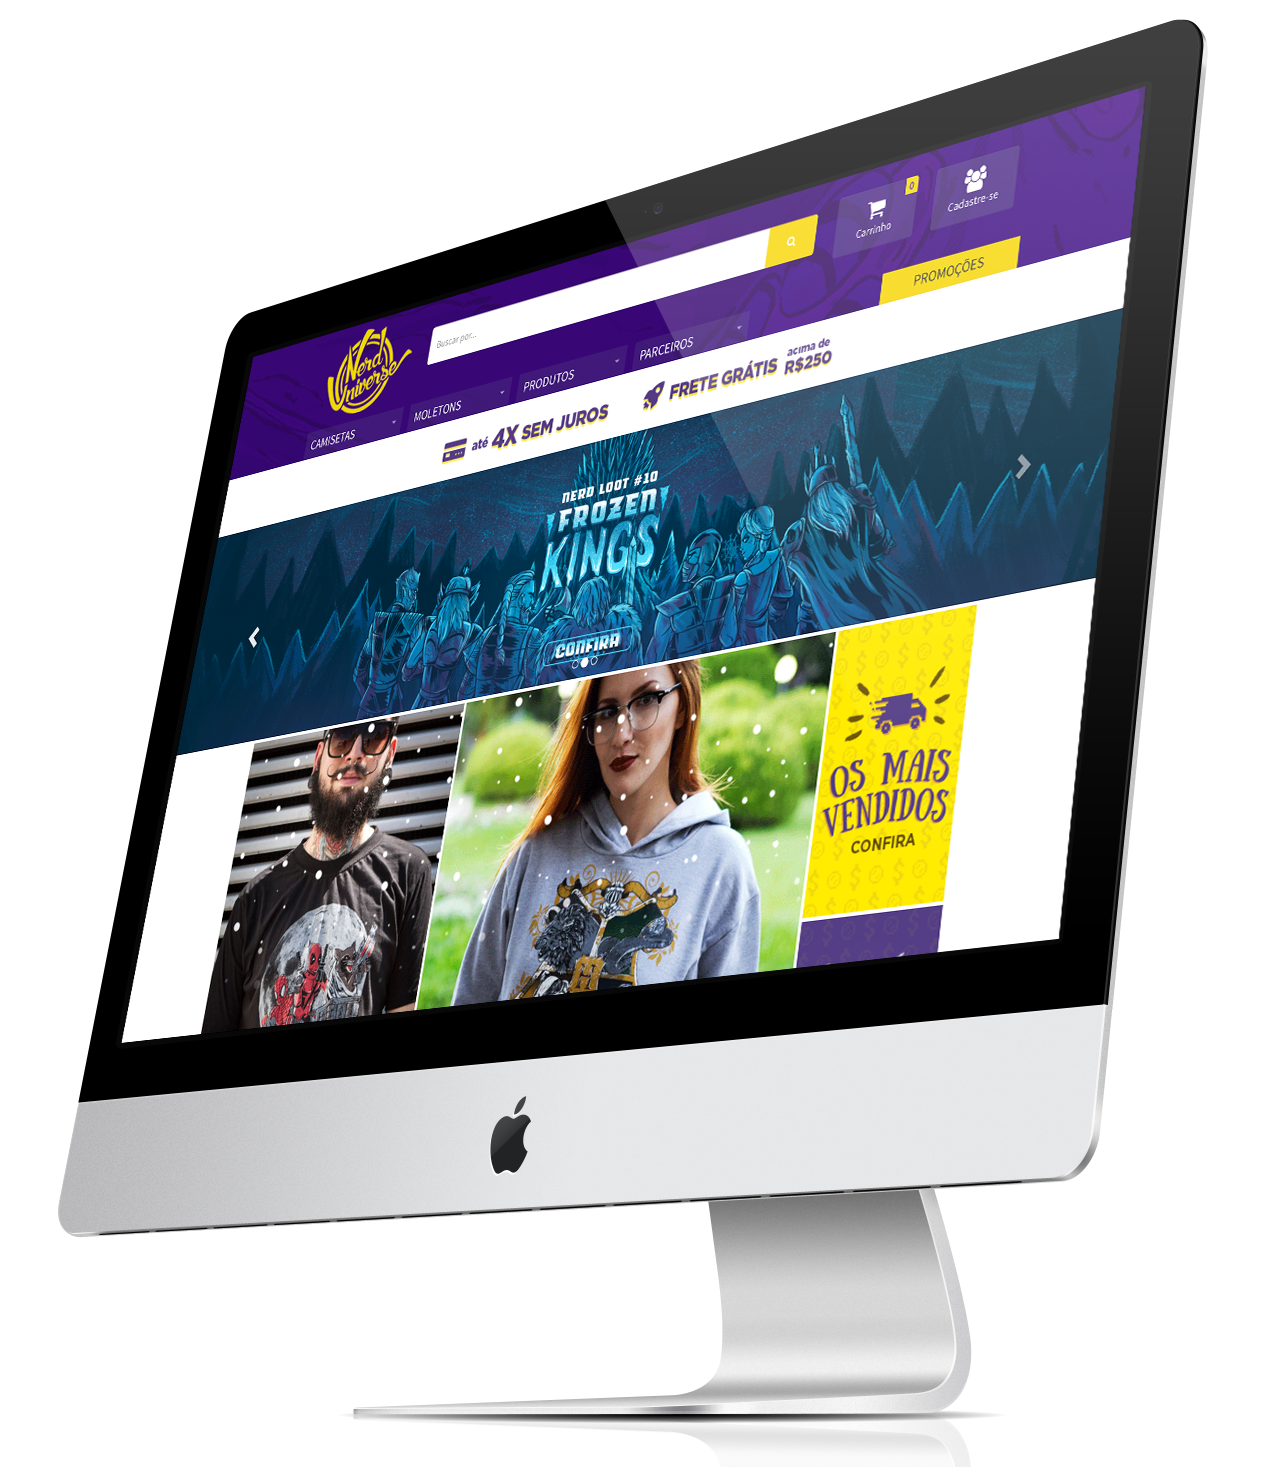 Nerd
Universe
Buscar por...
0
Carrinho
Cadastre-se
CAMISETAS
MOLETONS
PRODUTOS
PARCEIROS
PROMOÇÕES
até 4X SEM JUROS
FRETE GRÁTIS acima de R$250
NERD LOOT #10
FROZEN
KINGS
CONFIRA
OS MAIS
VENDIDOS
CONFIRA
H